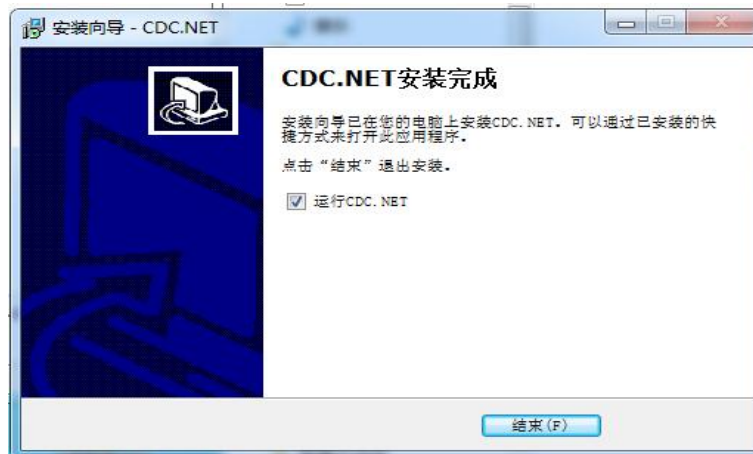 安装向导 - CDC.NET
CDC.NET安装完成
安装向导已在您的电脑上安装CDC.NET. 可以通过已安装的快
捷方式来打开此应用程序.
点击“结束”退出安装.
运行CDC.NET
结束(F)